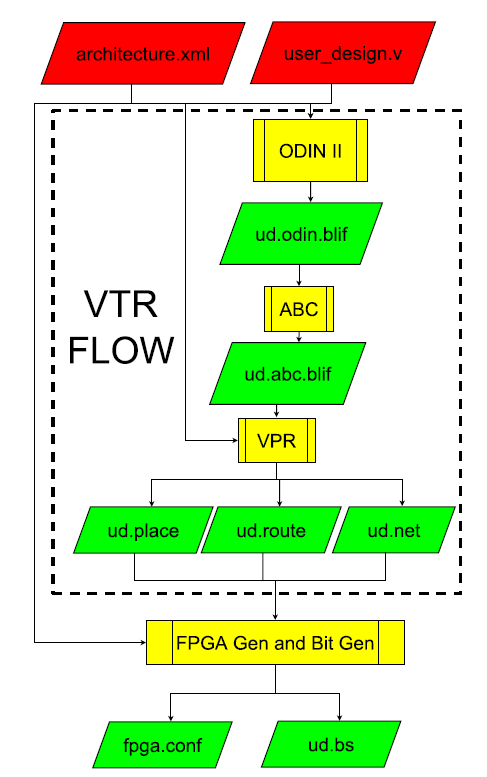 architecture.xml
user_design.v
ODIN II
ud.odin.blif
ABC
VTR
FLOW
ud.abc.blif
VPR
ud.place
ud.route
ud.net
FPGA Gen and Bit Gen
fpga.conf
ud.bs